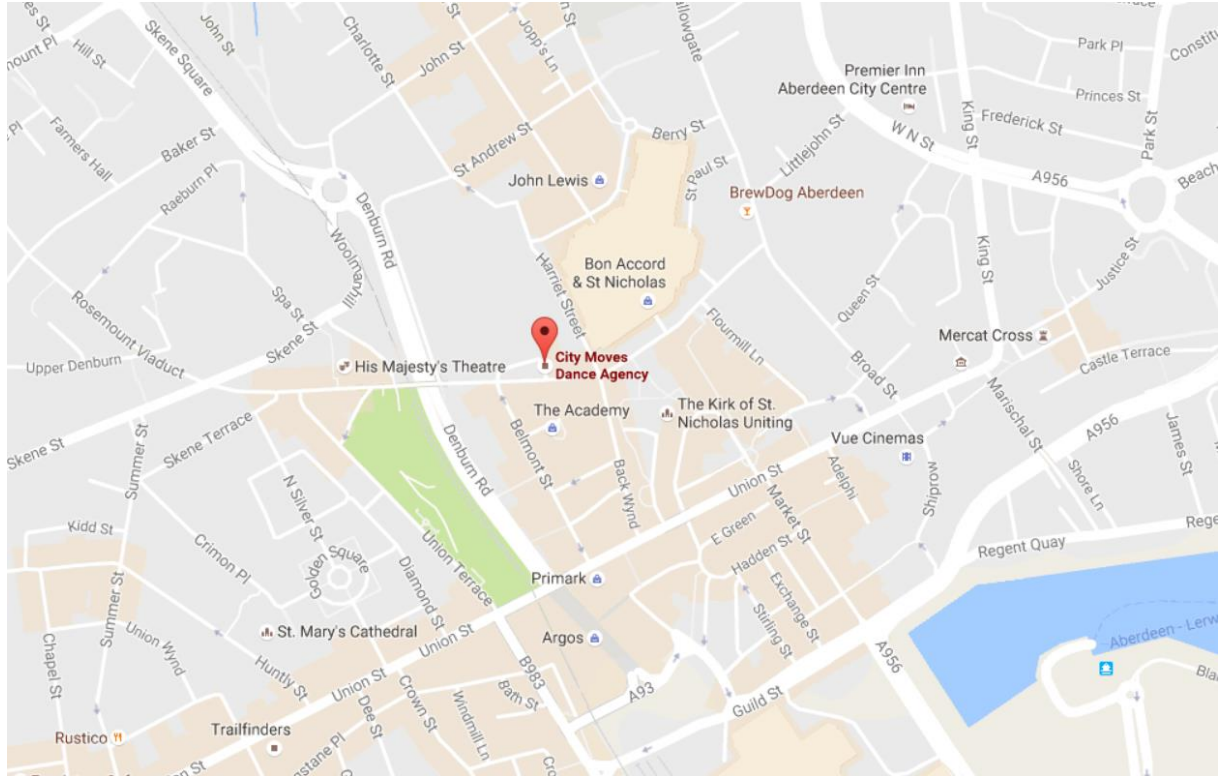 John St
Skene Square
Hill St
Farmers Hall
Baker St
Raeburn Pl
Charlotte St
John St
Jopp's Ln
St Andrew St
Berry St
St Paul St
Littlejohn St
Premier Inn
Aberdeen City Centre
W N St
King St
Park Pl
Princes St
Frederick St
Park St
A956
John Lewis
BrewDog Aberdeen
Denburn Rd
Woolmanhill
Spa St
Rosemount Viaduct
Skene St
Upper Denburn
Harriet Street
Bon Accord
& St Nicholas
Flourmill Ln
Queen St
King St
Justice St
Mercat Cross
Castle Terrace
His Majesty's Theatre
City Moves
Dance Agency
The Academy
The Kirk of St.
Nicholas Uniting
Broad St
Marischal St
Vue Cinemas
A956
James St
Skene St
Skene Terrace
Summer St
N Silver St
Denburn Rd
Belmont St
Back Wynd
Union St
Adelphi
Shiprow
Shore Ln
Market St
E Green
Hadden St
Regent Quay
Kidd St
Crimon Pl
Golden Square
Diamond St
Union Terrace
Primark
Exchange St
Stirling St
Summer St
Union Wynd
St. Mary's Cathedral
Union St
Argos
B983
A93
Guild St
A956
Chapel St
Huntly St
Union St
Crown St
Dee St
Windmill Ln
Bath St
Trailfinders
Rustico